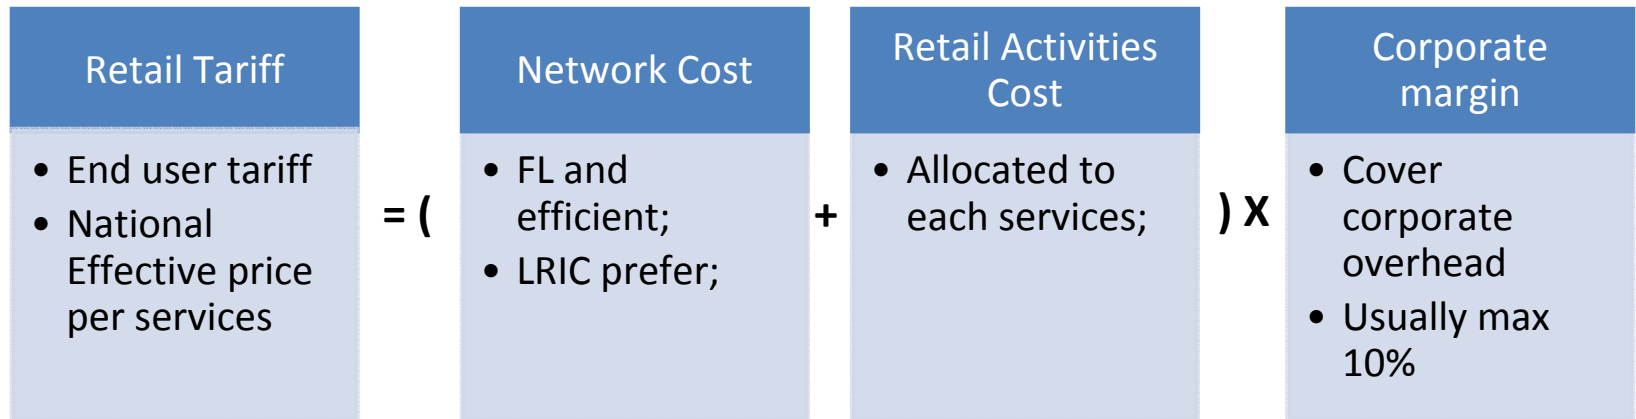 Retail Tariff
• End user tariff
• National
Effective price
per services
= (
Network Cost
• FL and
efficient;
• LRIC prefer;
+
Retail Activities
Cost
• Allocated to
each services;
) X
Corporate
margin
• Cover
corporate
overhead
• Usually max
10%